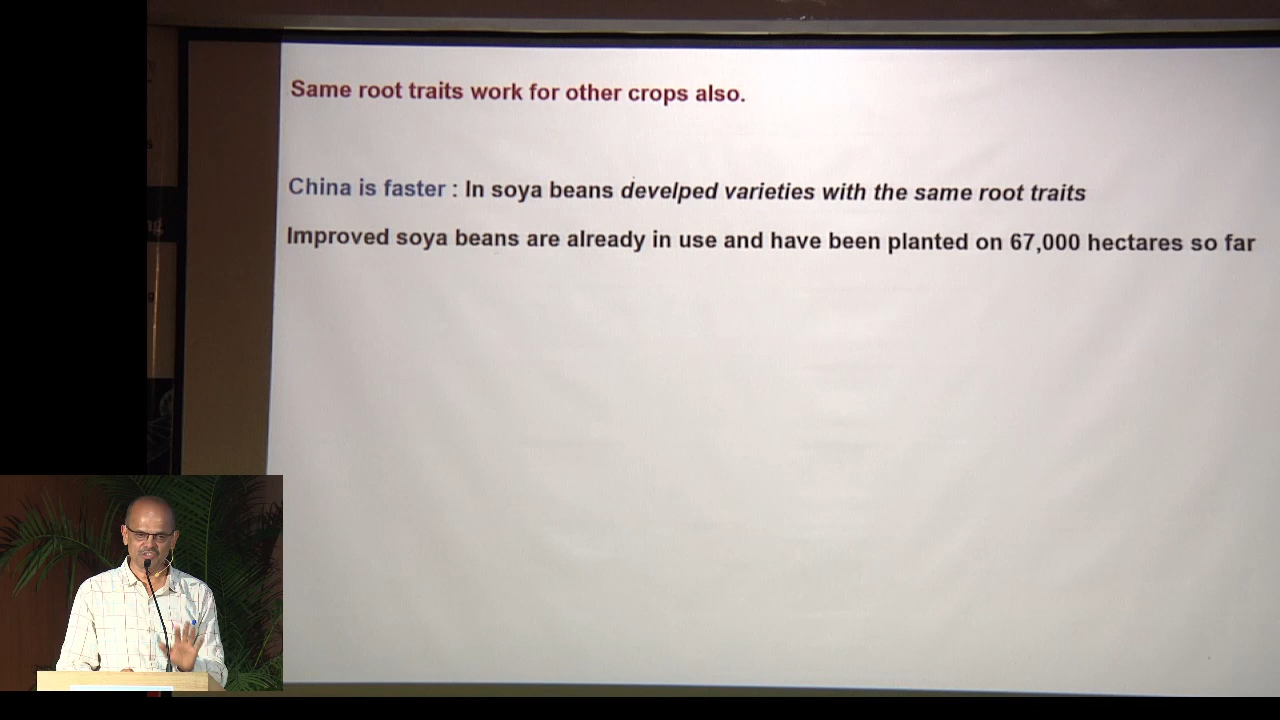 Same root traits work for other crops also.
China is faster : In soya beans develped varieties with the same root traits
Improved soya beans are already in use and have been planted on 67,000 hectares so far